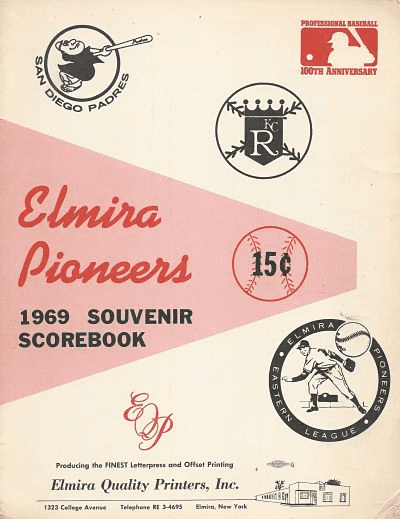 SAN DIEGO PADRES
PROFESSIONAL BASEBALL
100TH ANNIVERSARY
KC
R
Elmira
Pioneers
15¢
1969 SOUVENIR
SCOREBOOK
ELMIRA PIONEERS
EASTERN LEAGUE
EP
Producing the FINEST Letterpress and Offset Printing
Elmira Quality Printers, Inc.
1323 College Avenue Telephone RE 3-4695 Elmira, New York